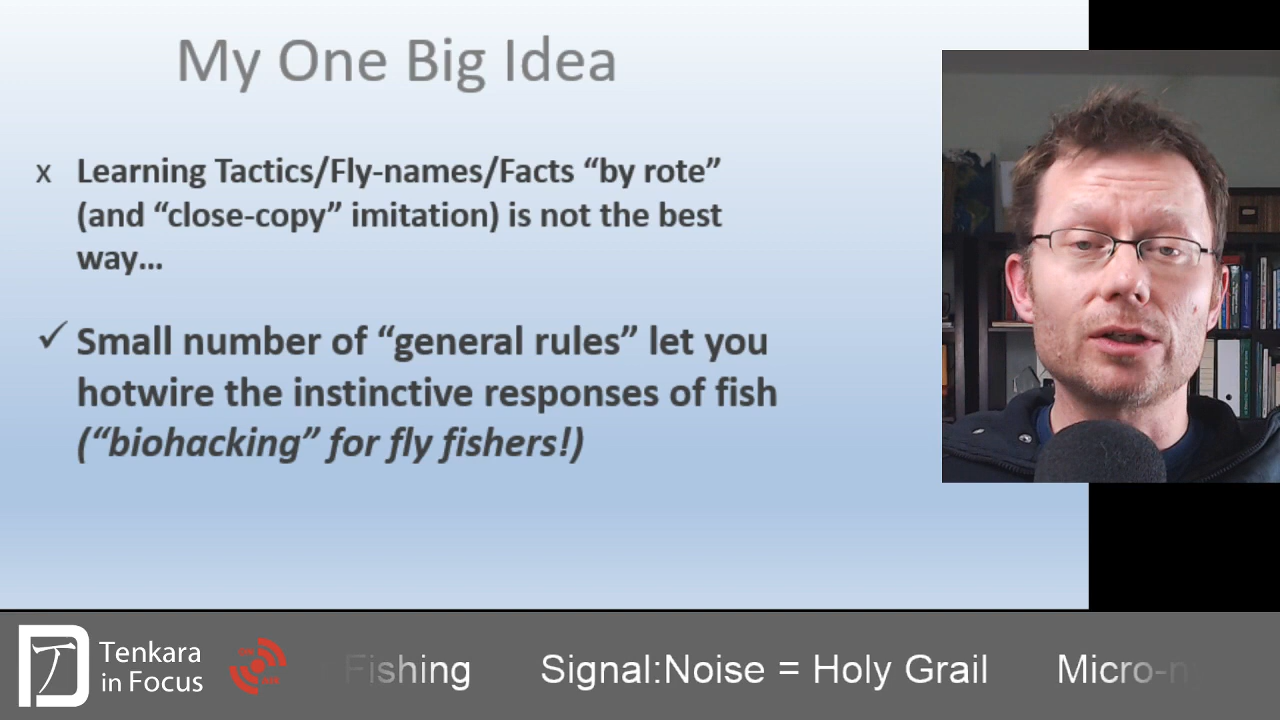 My One Big Idea
x Learning Tactics/Fly-names/Facts “by rote”
(and “close-copy” imitation) is not the best
way…
✓ Small number of “general rules” let you
hotwire the instinctive responses of fish
(“biohacking” for fly fishers!)
Tenkara
in Focus
Fishing Signal:Noise = Holy Grail Micro-n